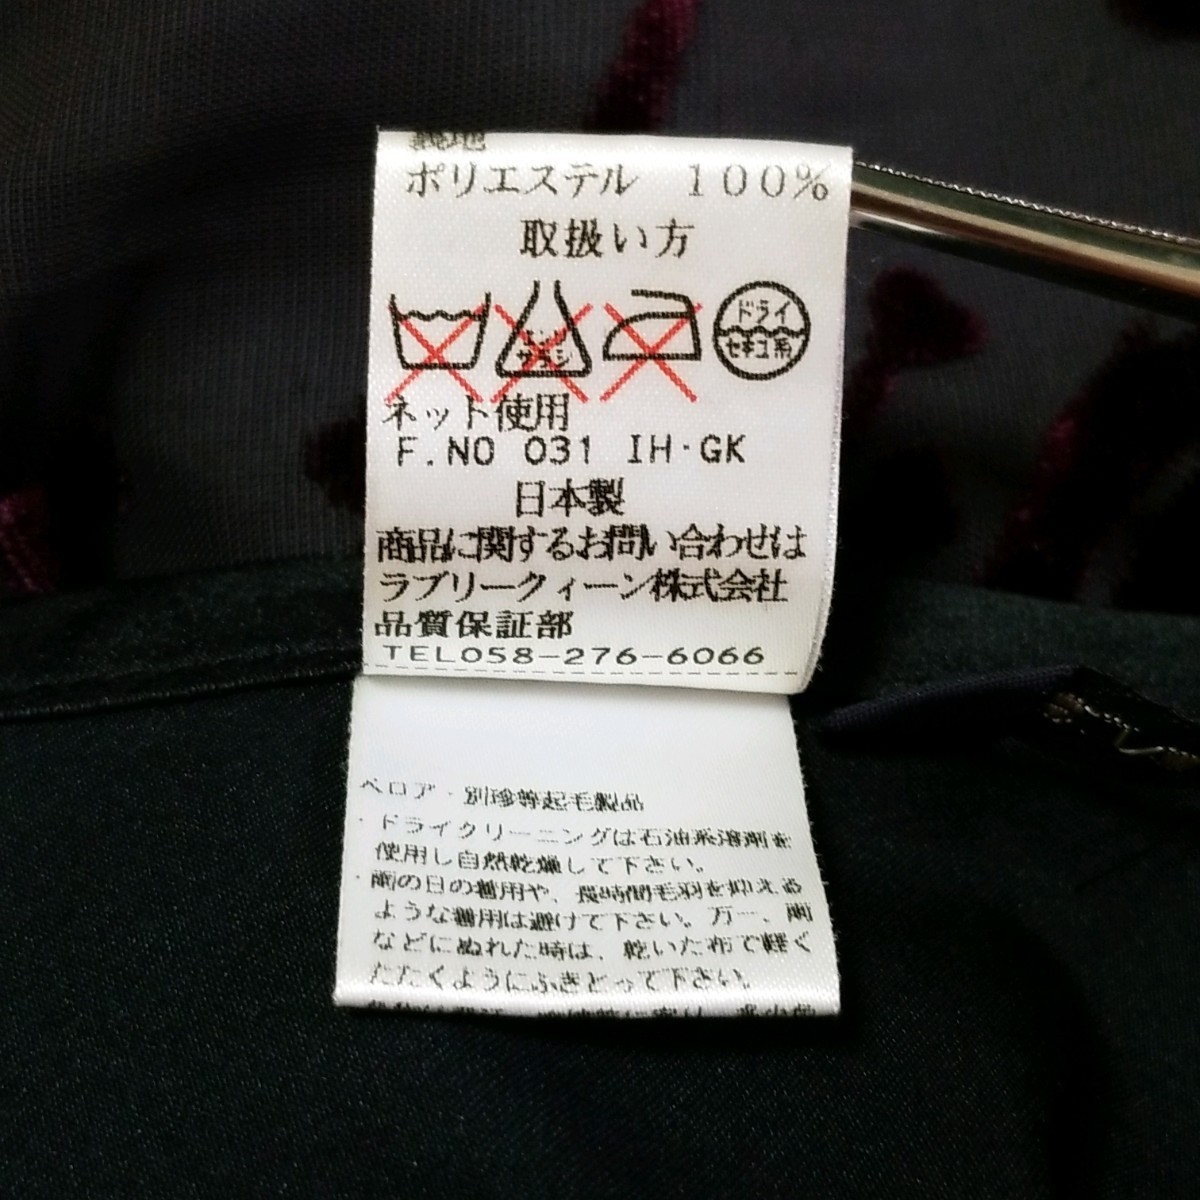 ポリエステル 100%
取扱い方
エンソ
サラシ
ドライ
セキユ系
ネット使用
F.NO 031 IH·GK
日本製
商品に関するお問い合わせは
ラブリークィーン株式会社
品質保証部
TEL058-276-6066
ベロア・別珍等起毛製品
・ドライクリーニングは石油系溶剤を
使用し自然乾燥して下さい。
・雨の日の着用や、長時間毛羽を抑える
ような着用は避けて下さい。万一、雨
などにぬれた時は、乾いた布で軽く
たたくようにふきとって下さい。